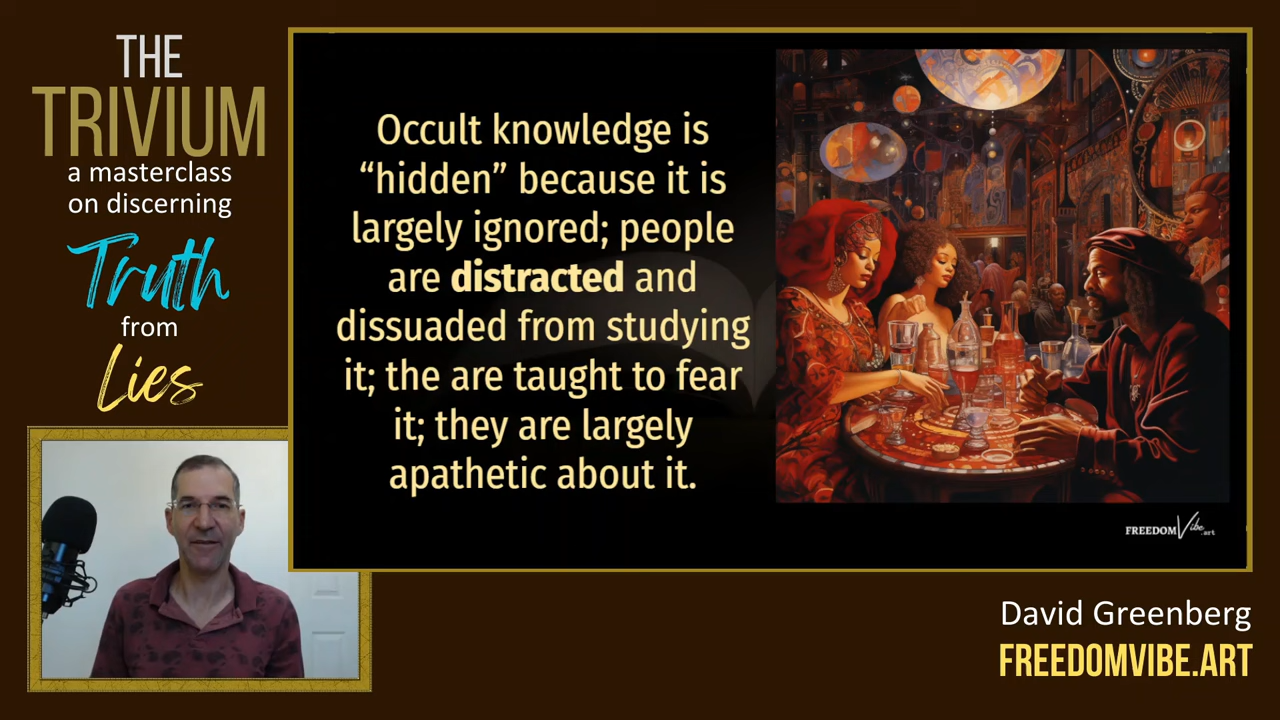 THE
TRIVIUM
a masterclass
on discerning
Truth
from
Lies
Occult knowledge is
“hidden” because it is
largely ignored; people
are distracted and
dissuaded from studying
it; the are taught to fear
it; they are largely
apathetic about it.
FREEDOMVibe.art
David Greenberg
FREEDOMVIBE.ART